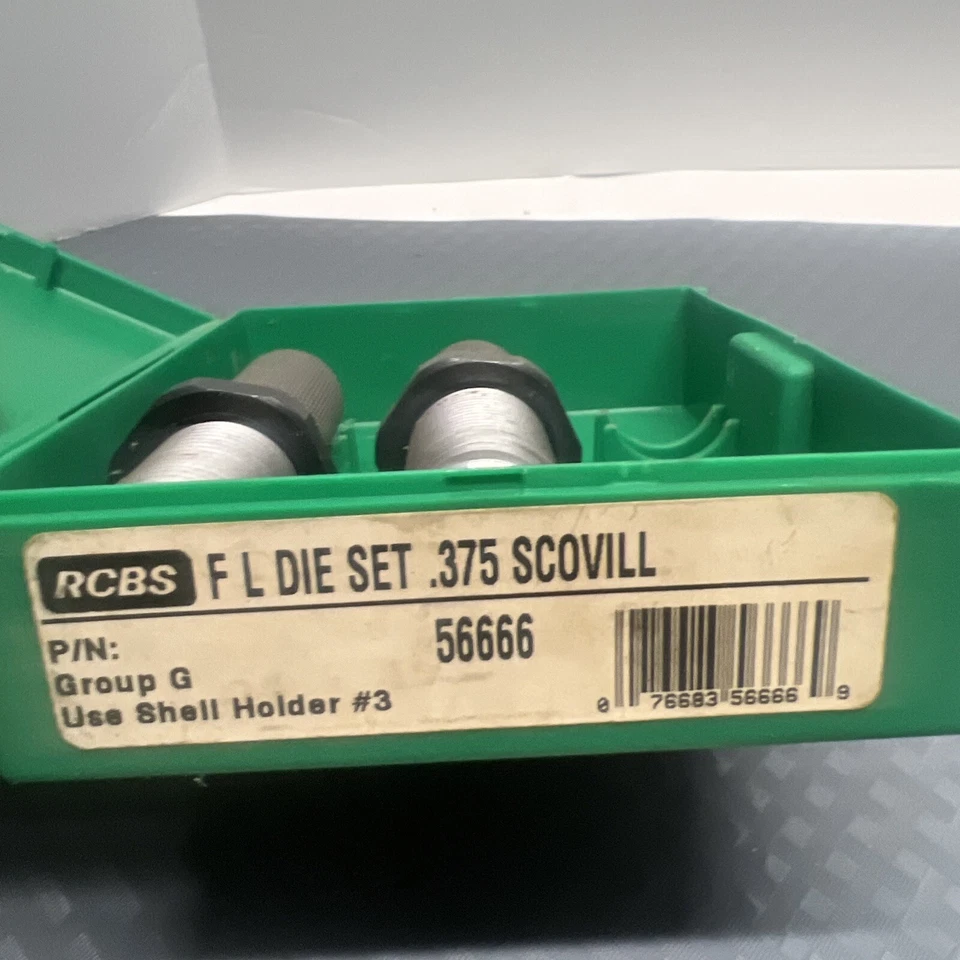 RCBS F L DIE SET .375 SCOVILL
P/N: 56666
Group G
Use Shell Holder #3
0 76683 56666 9